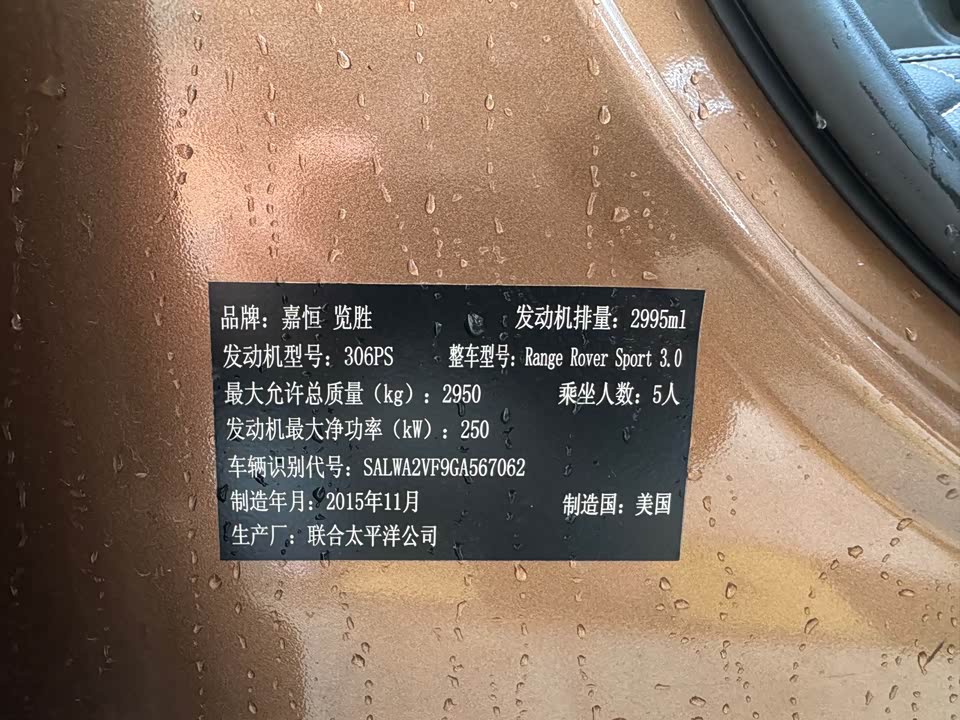 品牌：嘉恒 览胜 发动机排量：2995ml
发动机型号：306PS 整车型号：Range Rover Sport 3.0
最大允许总质量（kg）：2950 乘坐人数：5人
发动机最大净功率（kW）：250
车辆识别代号：SALWA2VF9GA567062
制造年月：2015年11月 制造国：美国
生产厂：联合太平洋公司